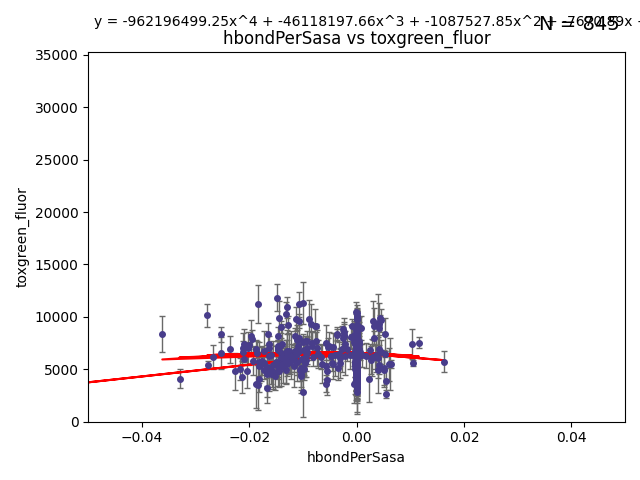 y = -962196499.25x^4 + -46118197.66x^3 + -1087527.85x^2 +
N = 845
hbondPerSasa vs toxgreen_fluor
35000
30000
25000
20000
15000
10000
5000
0
toxgreen_fluor
−0.04 −0.02 0.00 0.02 0.04
hbondPerSasa